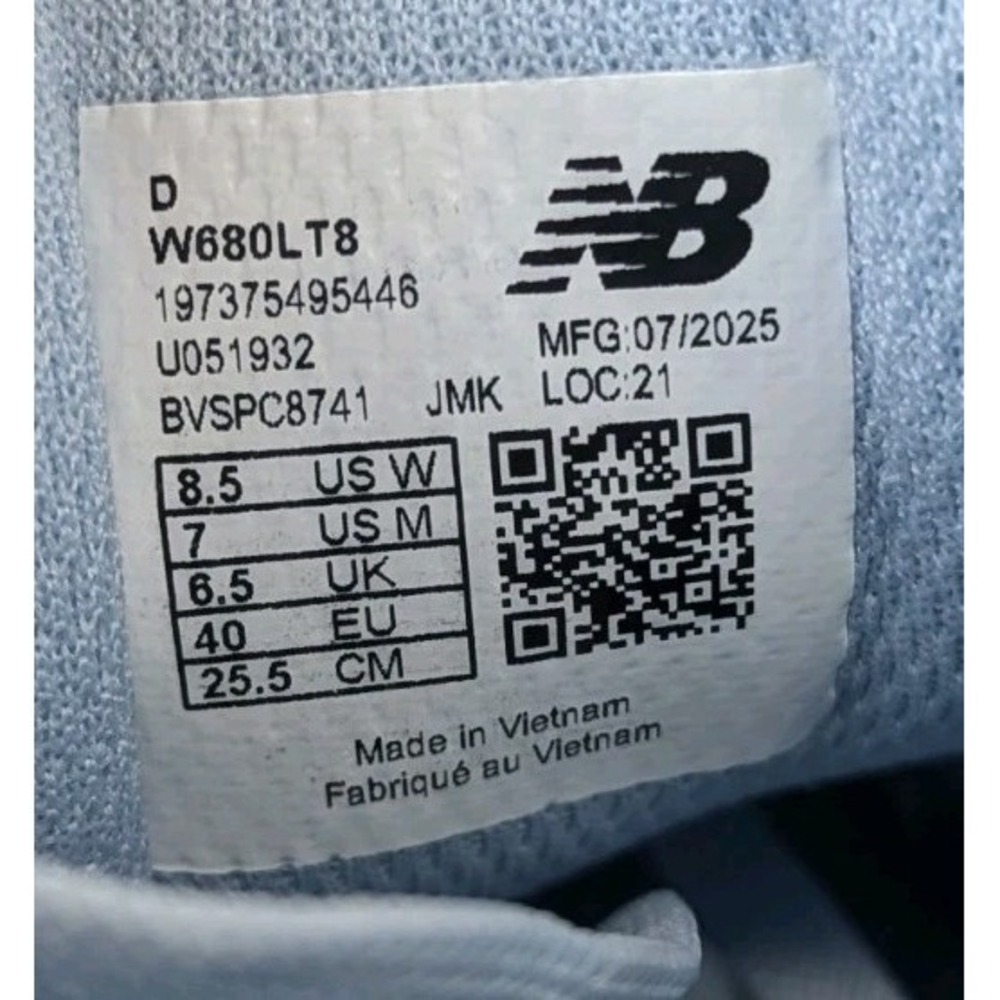 D
W680LT8
197375495446
U051932
BVSPC8741 JMK
NB
MFG:07/2025
LOC:21
8.5 US W
7 US M
6.5 UK
40 EU
25.5 CM
Made in Vietnam
Fabriqué au Vietnam